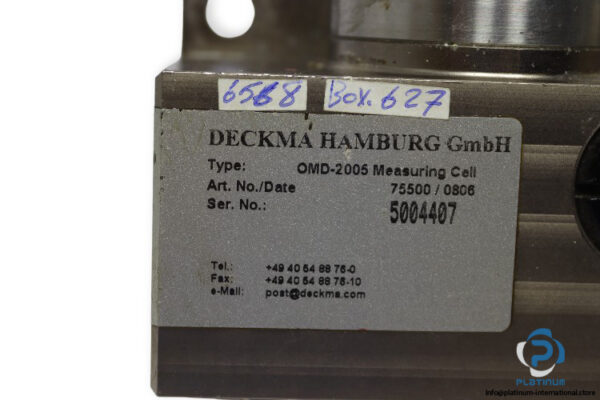 6568 Box.627
DECKMA HAMBURG GmbH
Type: OMD-2005 Measuring Cell
Art. No./Date 75500 / 0806
Ser. No.: 5004407
Tel.: +49 40 54 88 76-0
Fax: +49 40 54 88 76-10
e-Mail: post@deckma.com
PLATINUM
info@platinum-international.store